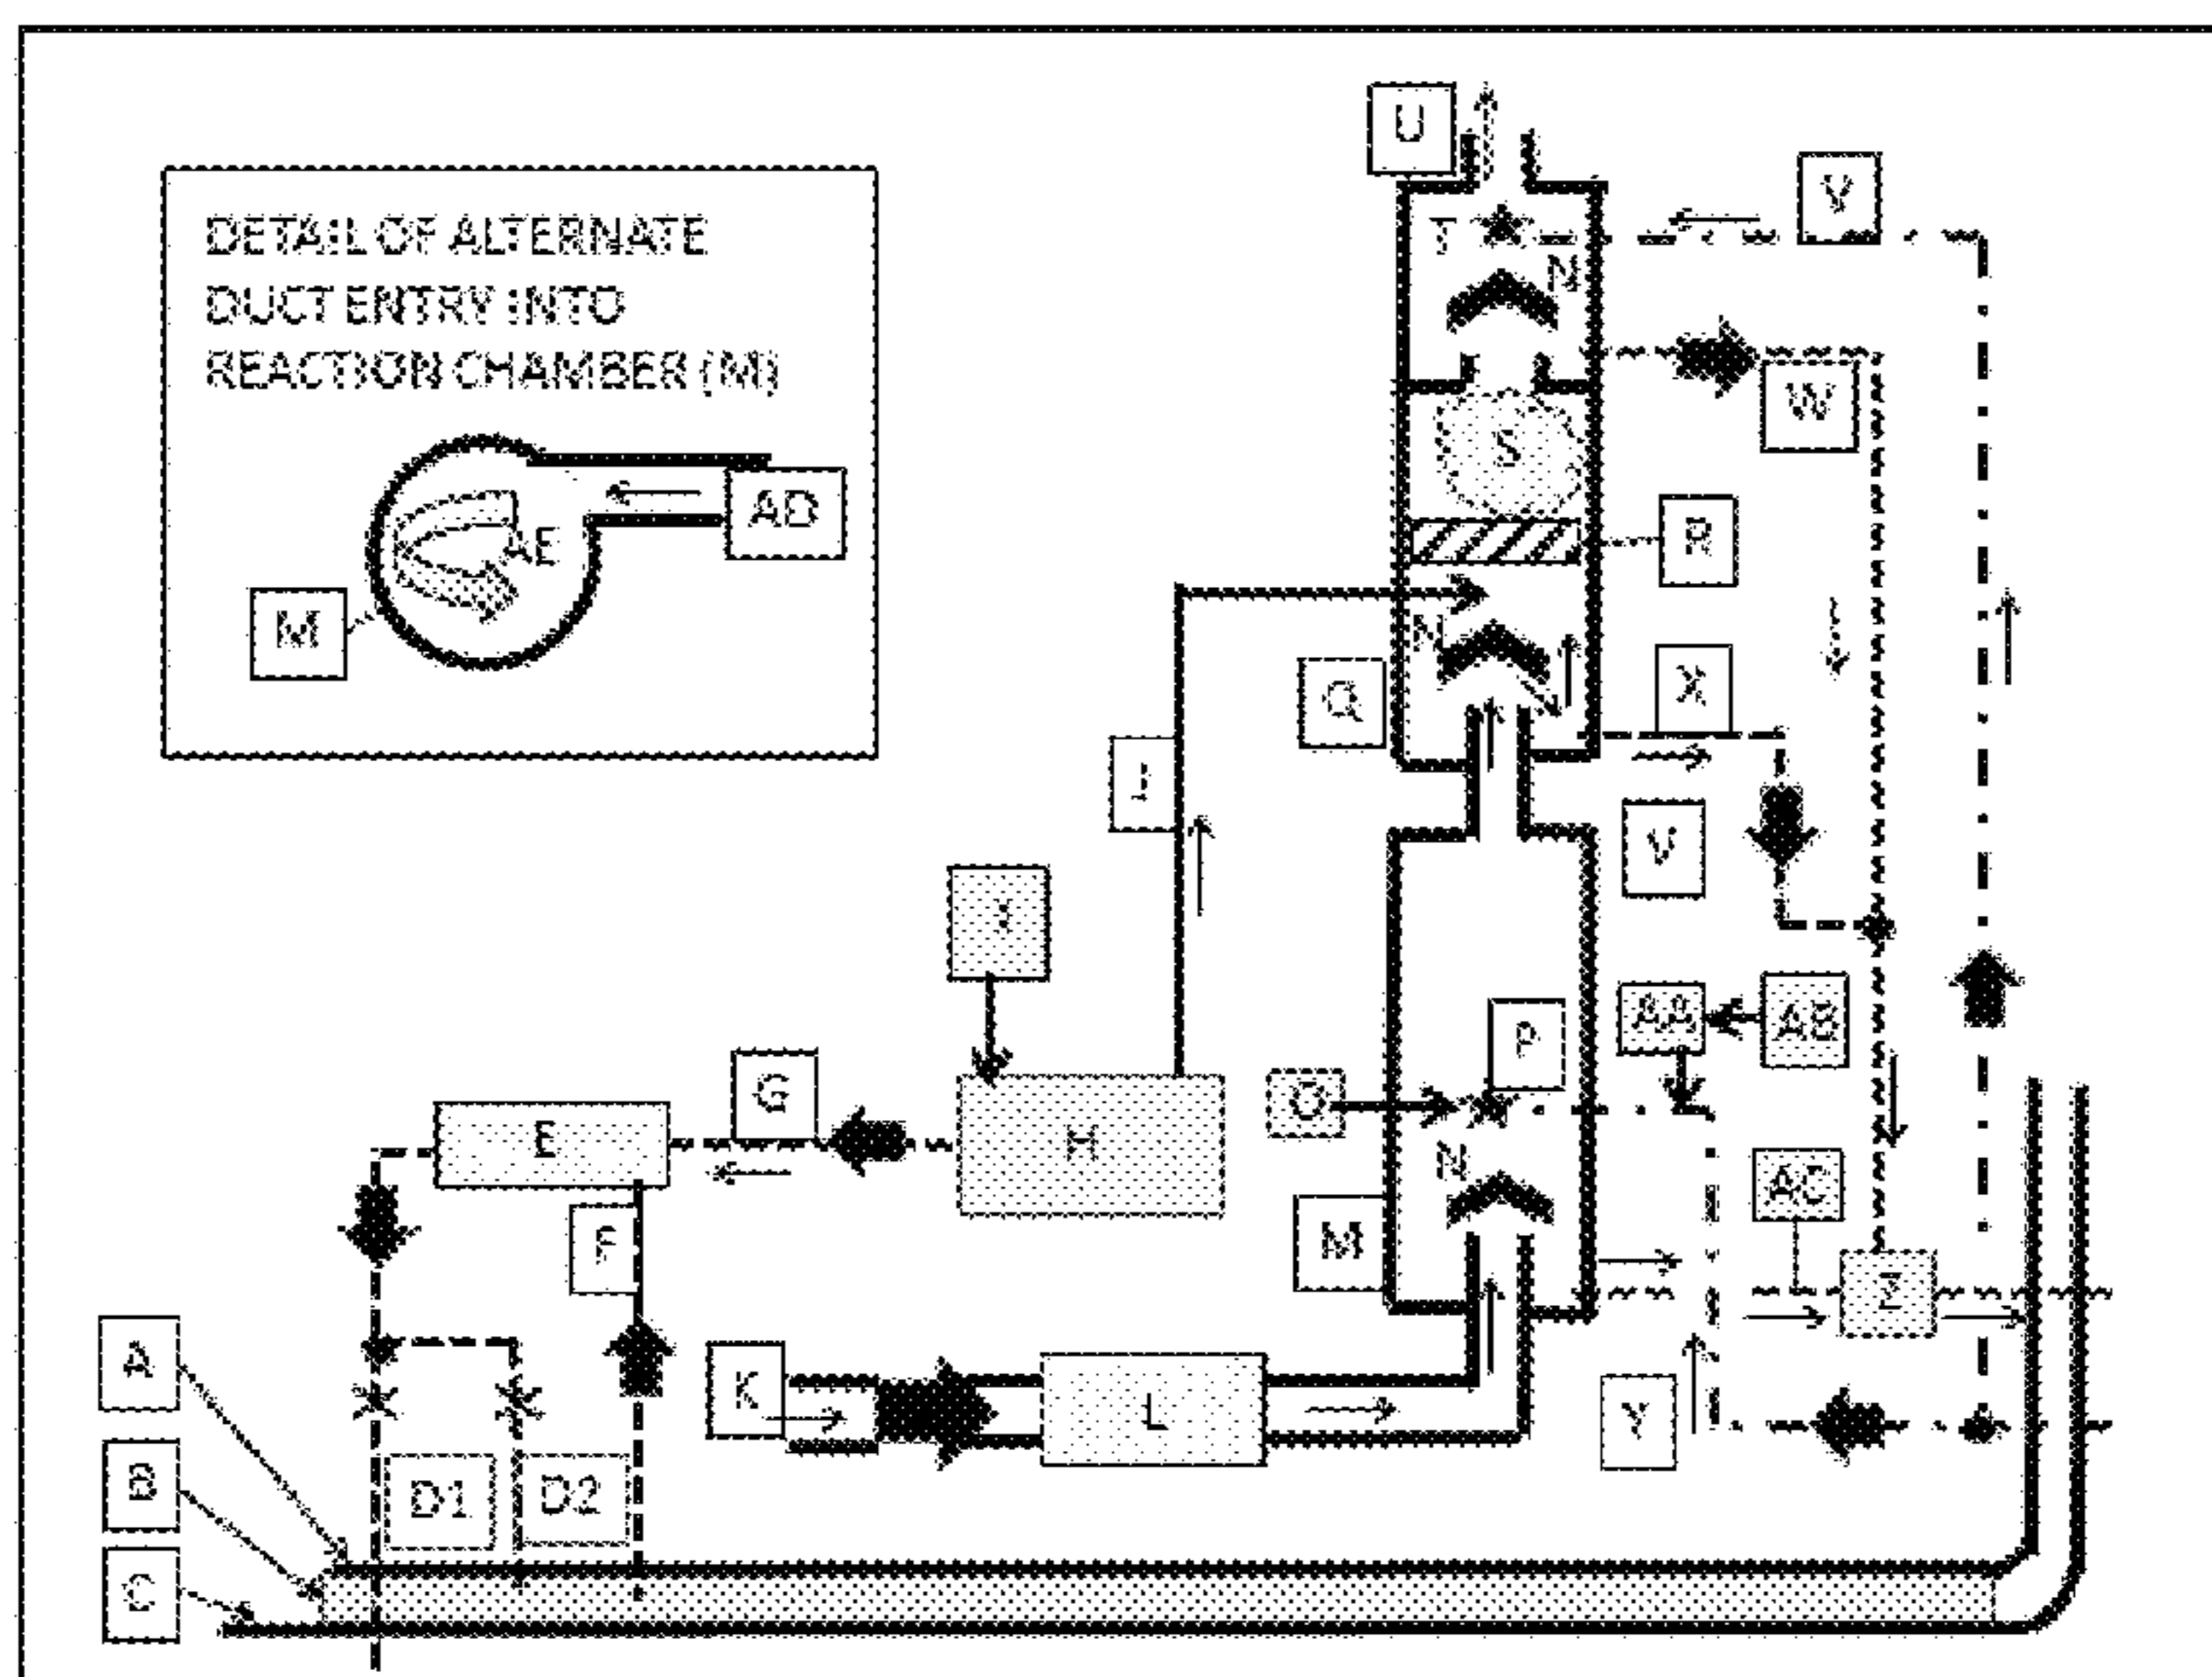 U
V
T
N
DETAIL OF ALTERNATE
DUCT ENTRY INTO
REACTION CHAMBER (M)
W
S
AD
R
AE
M
N
X
Q
V
P
AA
AB
G
O
E
H
N
AC
F
M
Z
A
K
L
Y
B
D1
D2
C